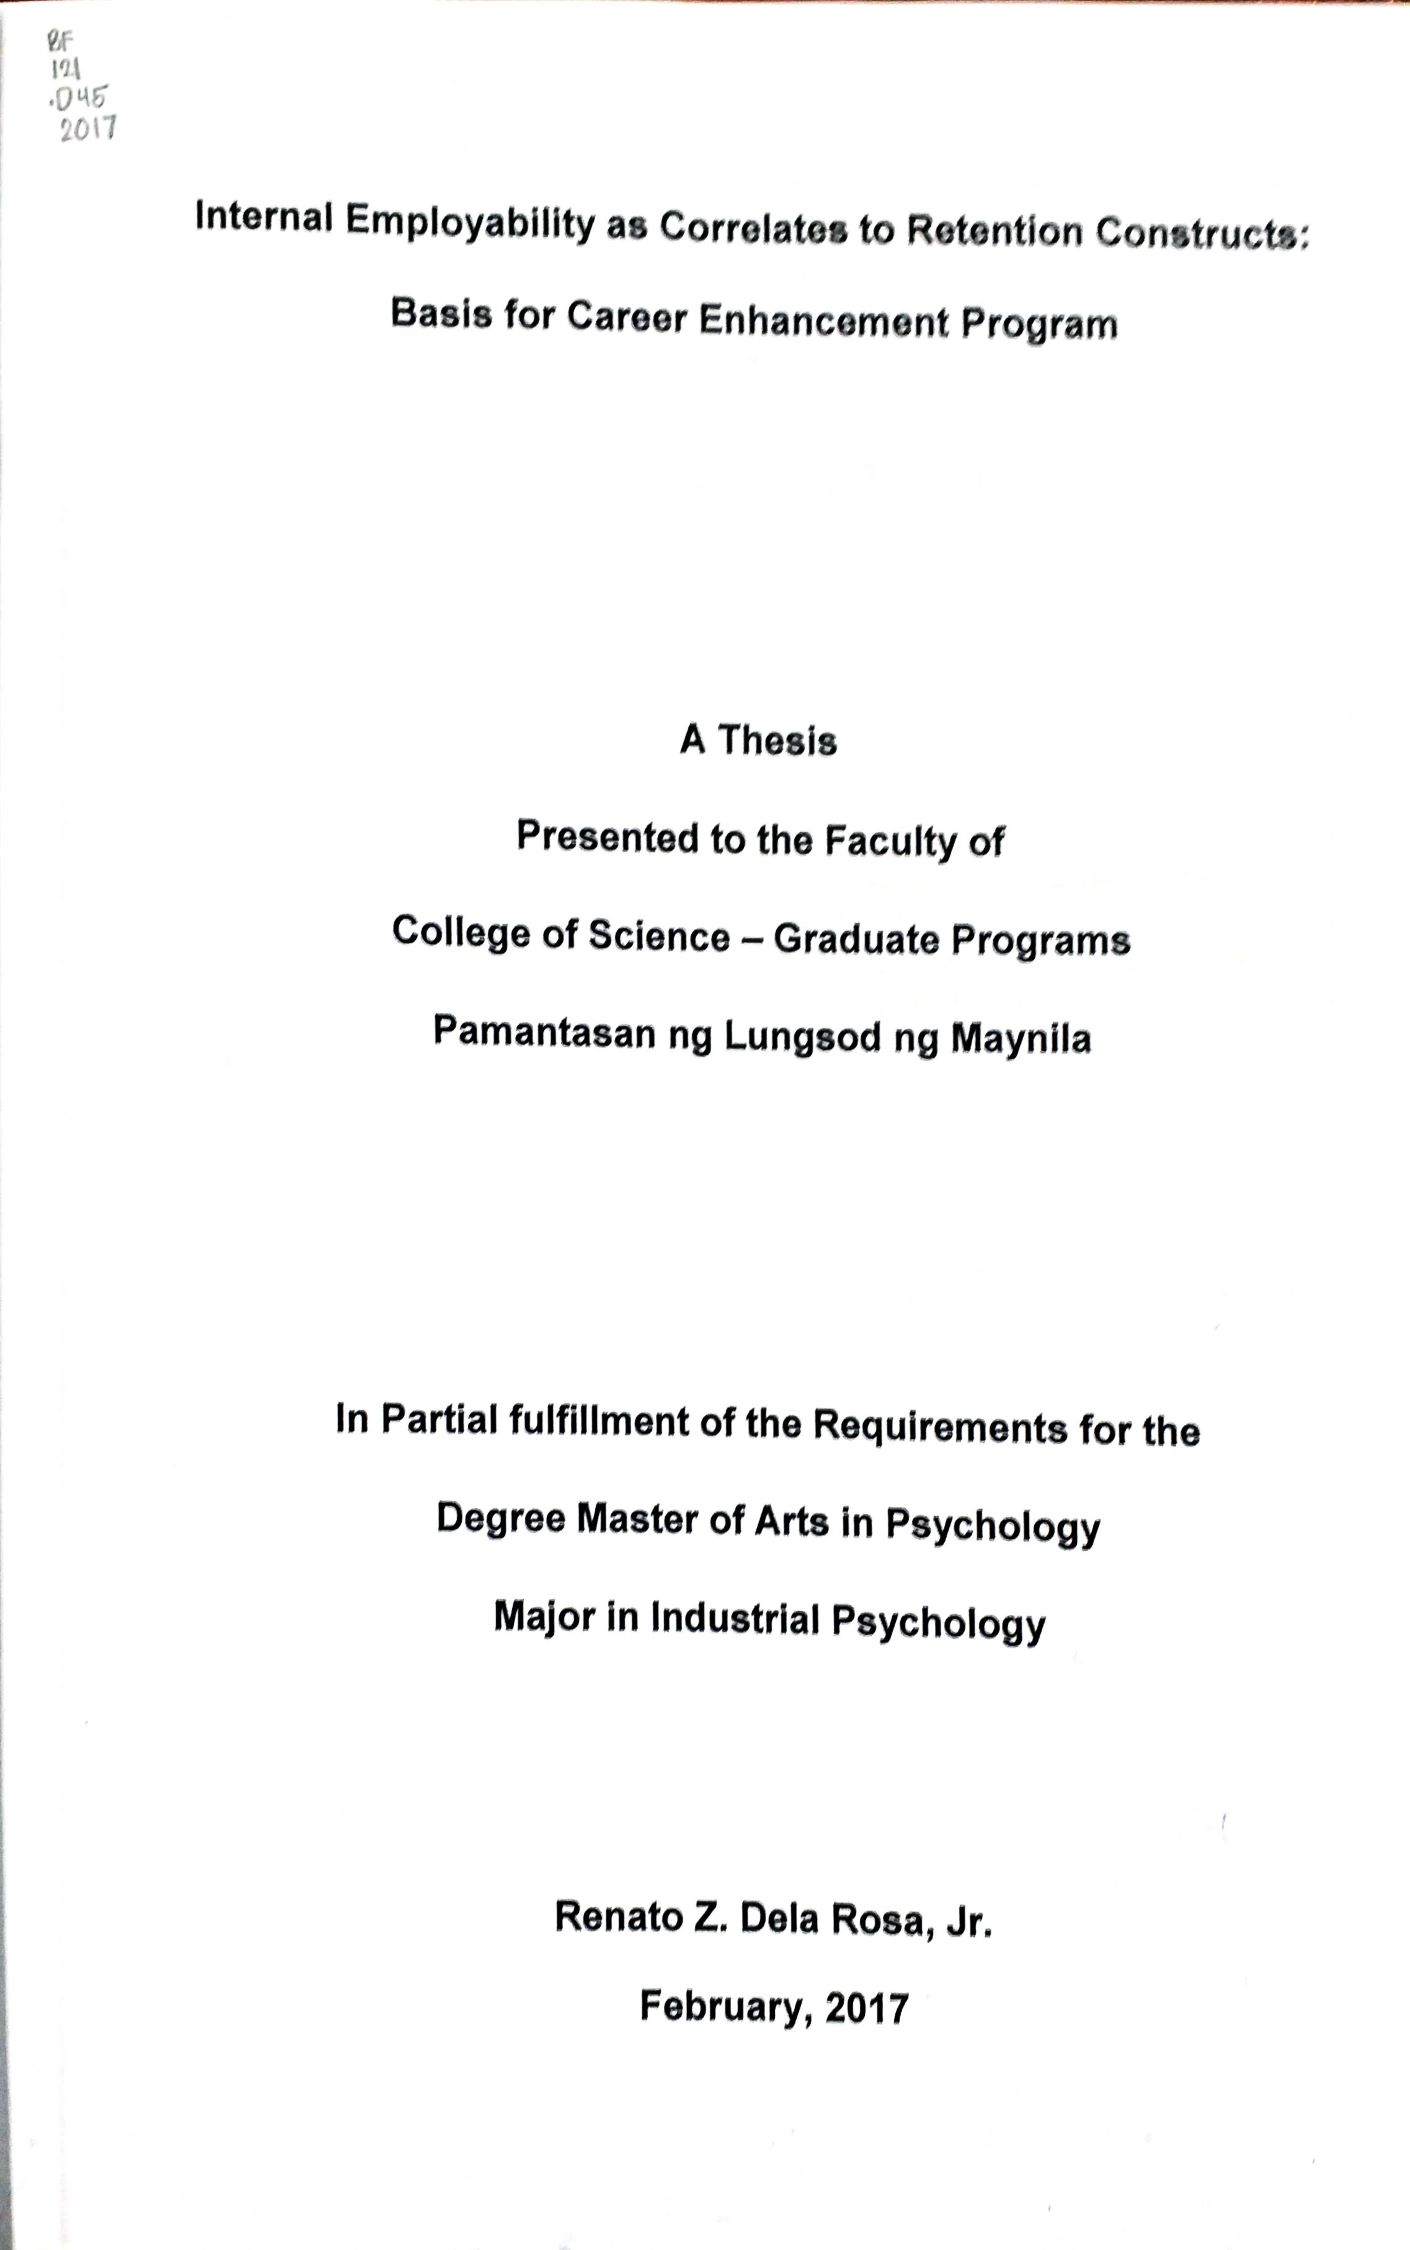 BF
121
.D45
2017
Internal Employability as Correlates to Retention Constructs:
Basis for Career Enhancement Program
A Thesis
Presented to the Faculty of
College of Science – Graduate Programs
Pamantasan ng Lungsod ng Maynila
In Partial fulfillment of the Requirements for the
Degree Master of Arts in Psychology
Major in Industrial Psychology
Renato Z. Dela Rosa, Jr.
February, 2017